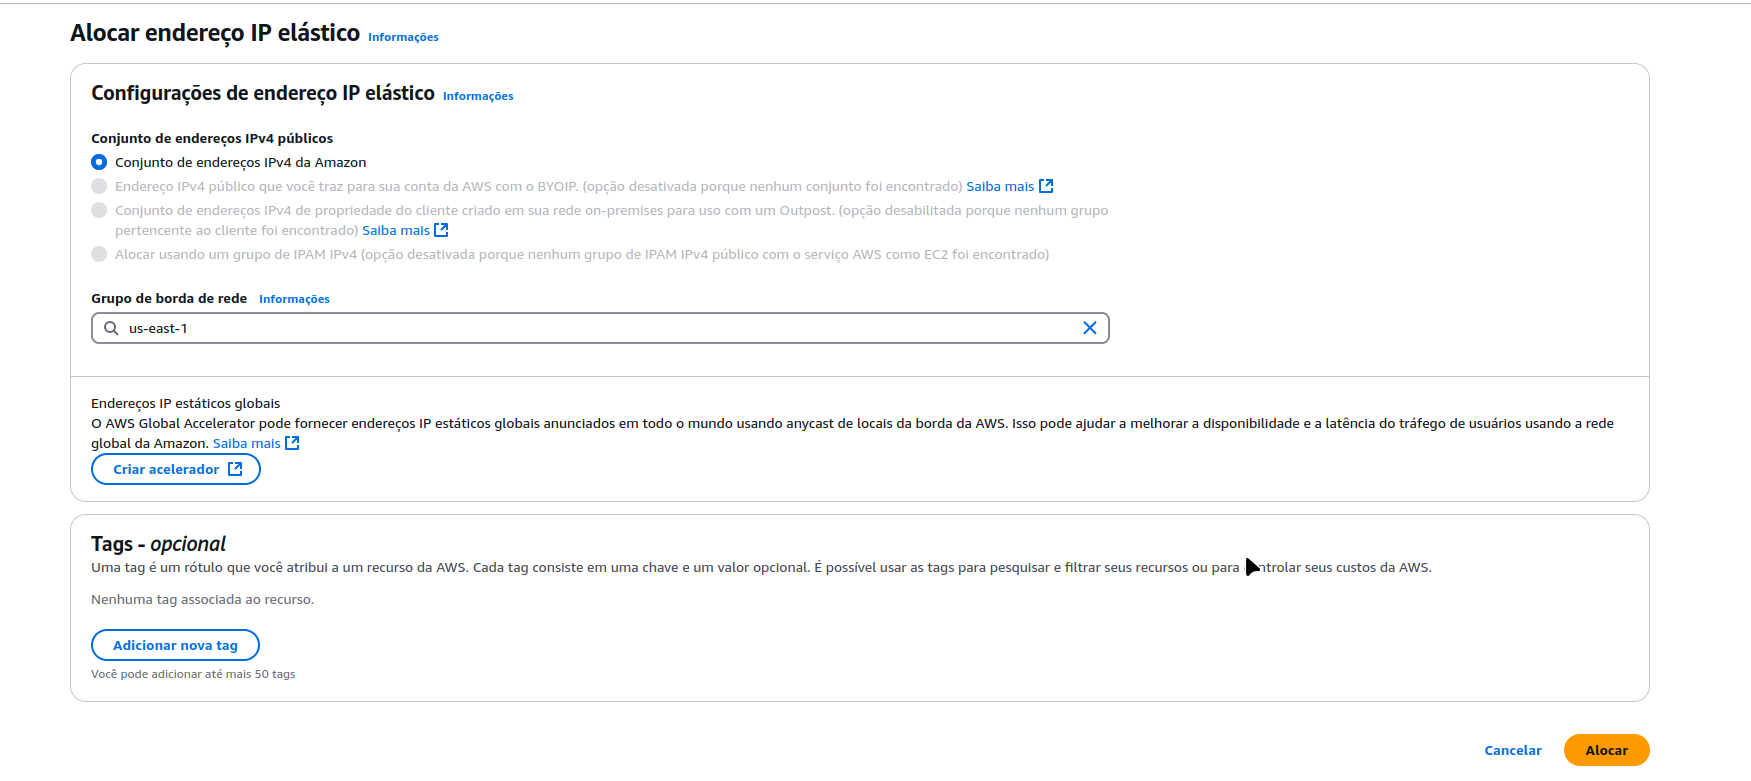 Alocar endereço IP elástico Informações
Configurações de endereço IP elástico Informações
Conjunto de endereços IPv4 públicos
Conjunto de endereços IPv4 da Amazon
Endereço IPv4 público que você traz para sua conta da AWS com o BYOIP. (opção desativada porque nenhum conjunto foi encontrado) Saiba mais
Conjunto de endereços IPv4 de propriedade do cliente criado em sua rede on-premises para uso com um Outpost. (opção desabilitada porque nenhum grupo
pertencente ao cliente foi encontrado) Saiba mais
Alocar usando um grupo de IPAM IPv4 (opção desativada porque nenhum grupo de IPAM IPv4 público com o serviço AWS como EC2 foi encontrado)
Grupo de borda de rede Informações
us-east-1
Endereços IP estáticos globais
O AWS Global Accelerator pode fornecer endereços IP estáticos globais anunciados em todo o mundo usando anycast de locais da borda da AWS. Isso pode ajudar a melhorar a disponibilidade e a latência do tráfego de usuários usando a rede
global da Amazon. Saiba mais
Criar acelerador
Tags - opcional
Uma tag é um rótulo que você atribui a um recurso da AWS. Cada tag consiste em uma chave e um valor opcional. É possível usar as tags para pesquisar e filtrar seus recursos ou para controlar seus custos da AWS.
Nenhuma tag associada ao recurso.
Adicionar nova tag
Você pode adicionar até mais 50 tags
Cancelar Alocar